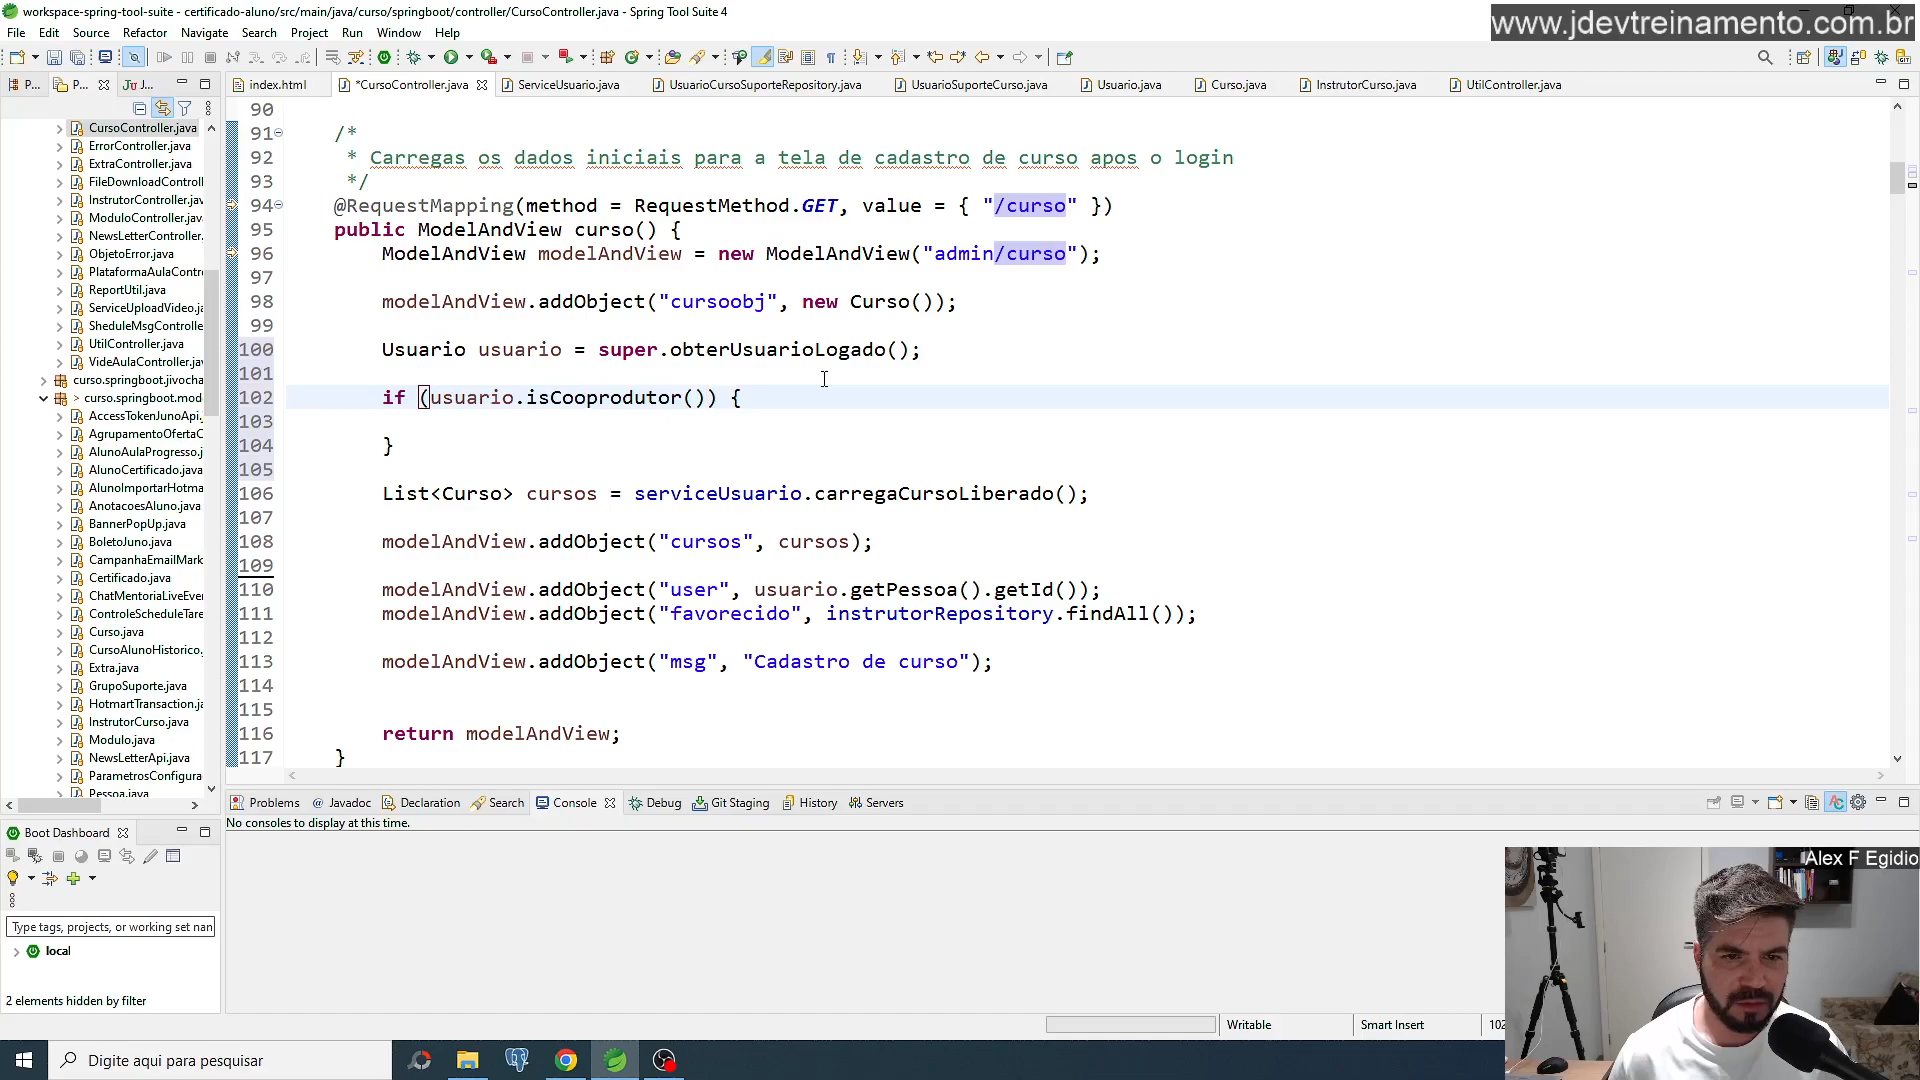 workspace-spring-tool-suite - certificado-aluno/src/main/java/curso/springboot/controller/CursoController.java - Spring Tool Suite 4
www.jdevtreinamento.com.br
File Edit Source Refactor Navigate Search Project Run Window Help
P... P... J...
index.html *CursoController.java ServiceUsuario.java UsuarioCursoSuporteRepository.java UsuarioSuporteCurso.java Usuario.java Curso.java InstrutorCurso.java UtilController.java
CursoController.java
ErrorController.java
ExtraController.java
FileDownloadControll
InstrutorController.jav
ModuloController.jav
NewsLetterController.
ObjetoError.java
PlataformaAulaContro
ReportUtil.java
ServiceUploadVideo.ja
SheduleMsgControlle
UtilController.java
VideAulaController.jav
curso.springboot.jivocha
> curso.springboot.mod
AccessTokenJunoApi.
AgrupamentoOfertaC
AlunoAulaProgresso.j
AlunoCertificado.java
AlunoImportarHotma
AnotacoesAluno.java
BannerPopUp.java
BoletoJuno.java
CampanhaEmailMark
Certificado.java
ChatMentoriaLiveEve
ControleScheduleTare
Curso.java
CursoAlunoHistorico.
Extra.java
GrupoSuporte.java
HotmartTransaction.ja
InstrutorCurso.java
Modulo.java
NewsLetterApi.java
ParametrosConfigura
Pessoa.java
90
91 /*
92 * Carregas os dados iniciais para a tela de cadastro de curso apos o login
93 */
94 @RequestMapping(method = RequestMethod.GET, value = { "/curso" })
95 public ModelAndView curso() {
96 ModelAndView modelAndView = new ModelAndView("admin/curso");
97
98 modelAndView.addObject("cursoobj", new Curso());
99
100 Usuario usuario = super.obterUsuarioLogado();
101
102 if (usuario.isCooprodutor()) {
103
104 }
105
106 List<Curso> cursos = serviceUsuario.carregaCursoLiberado();
107
108 modelAndView.addObject("cursos", cursos);
109
110 modelAndView.addObject("user", usuario.getPessoa().getId());
111 modelAndView.addObject("favorecido", instrutorRepository.findAll());
112
113 modelAndView.addObject("msg", "Cadastro de curso");
114
115
116 return modelAndView;
117 }
Problems @ Javadoc Declaration Search Console Debug Git Staging History Servers
No consoles to display at this time.
Boot Dashboard
Type tags, projects, or working set nan
local
2 elements hidden by filter
Writable Smart Insert 102
Alex F Egidio
Digite aqui para pesquisar